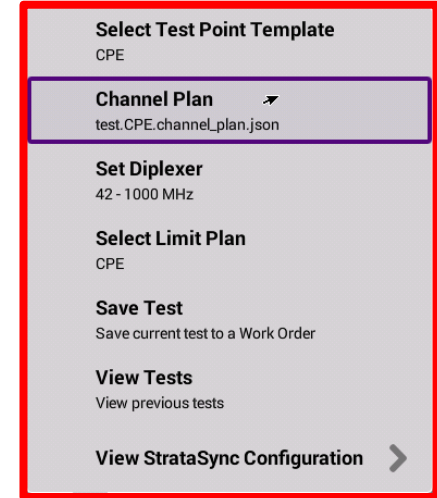 Select Test Point Template
CPE
Channel Plan
test.CPE.channel_plan.json
Set Diplexer
42 - 1000 MHz
Select Limit Plan
CPE
Save Test
Save current test to a Work Order
View Tests
View previous tests
View StrataSync Configuration